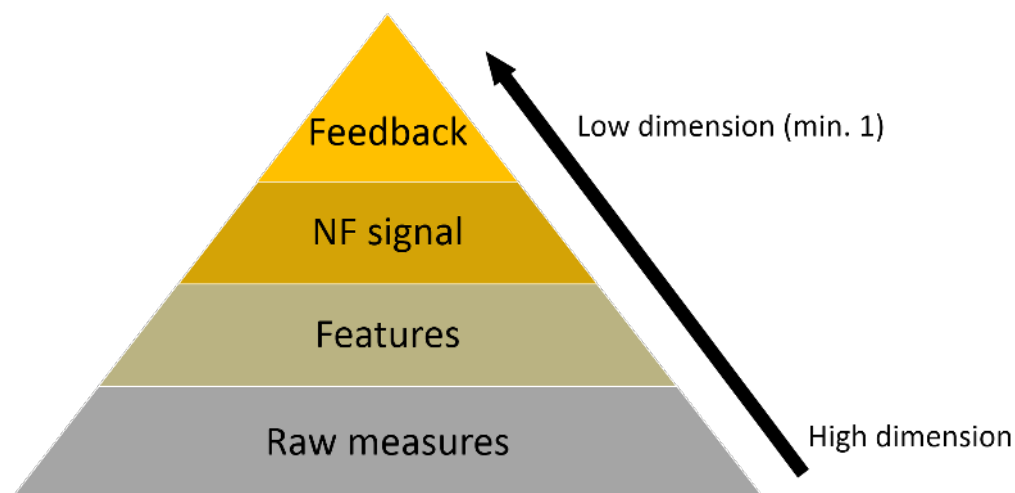 Feedback
Low dimension (min. 1)
NF signal
Features
Raw measures
High dimension